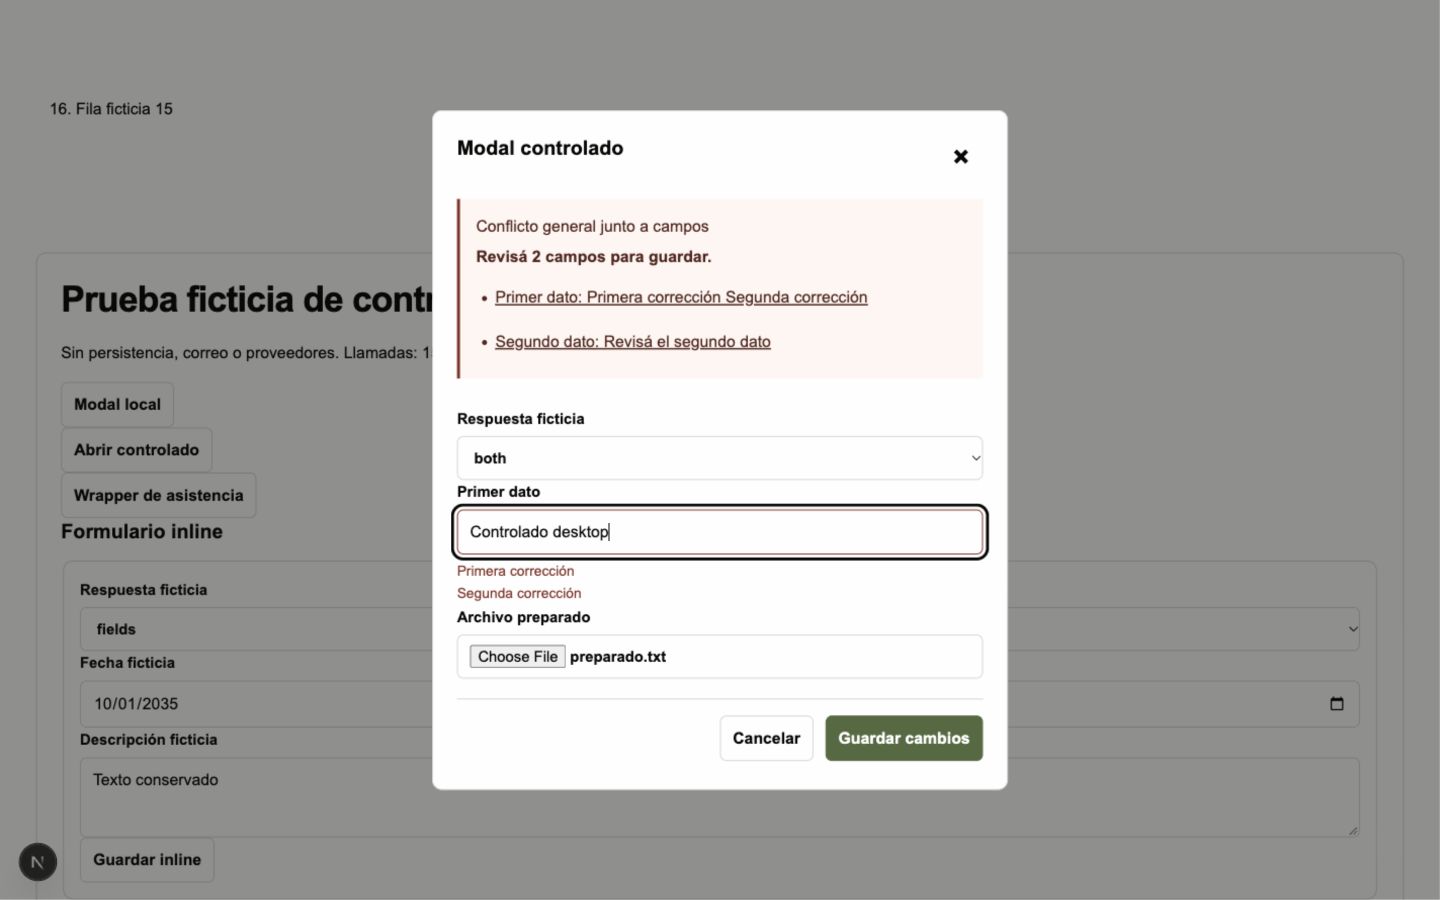 16. Fila ficticia 15
Modal controlado
Conflicto general junto a campos
Revisá 2 campos para guardar.
Primer dato: Primera corrección Segunda corrección
Segundo dato: Revisá el segundo dato
Respuesta ficticia
both
Primer dato
Controlado desktop
Primera corrección
Segunda corrección
Archivo preparado
Choose File preparado.txt
Cancelar
Guardar cambios
Prueba ficticia de
Sin persistencia, correo o proveedores. Llamadas:
Modal local
Abrir controlado
Wrapper de asistencia
Formulario inline
Respuesta ficticia
fields
Fecha ficticia
10/01/2035
Descripción ficticia
Texto conservado
Guardar inline
N